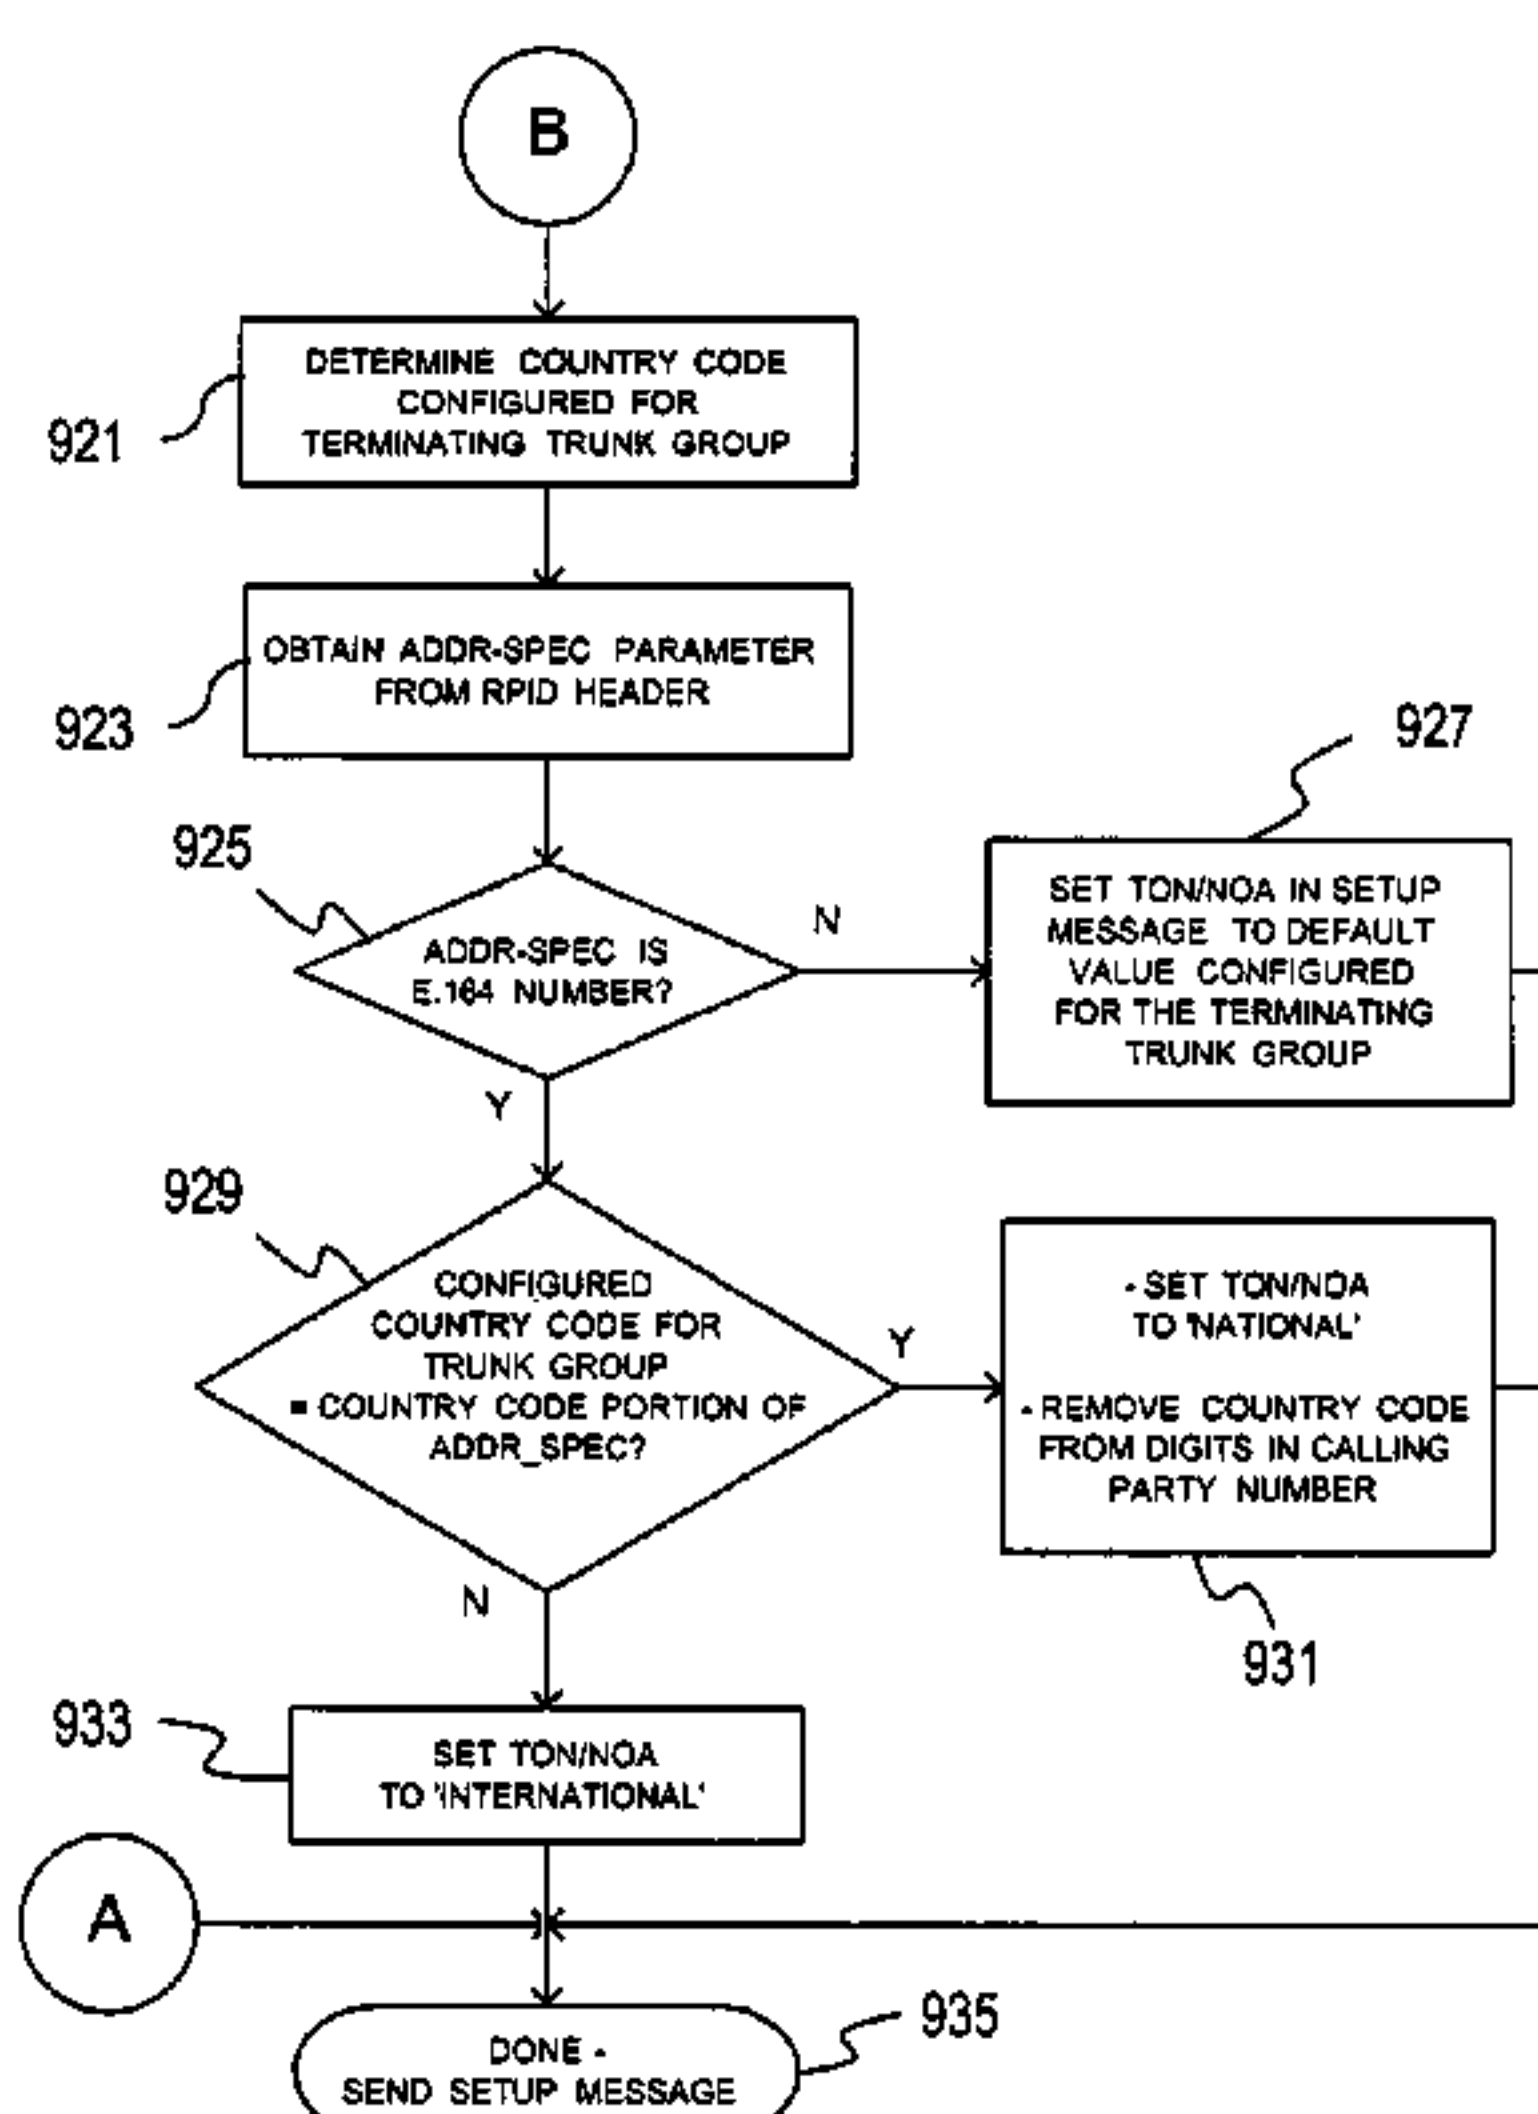 B
DETERMINE COUNTRY CODE
CONFIGURED FOR
TERMINATING TRUNK GROUP
921
OBTAIN ADDR-SPEC PARAMETER
FROM RPID HEADER
923
925
ADDR-SPEC IS
E.164 NUMBER?
N
Y
927
SET TON/NOA IN SETUP
MESSAGE TO DEFAULT
VALUE CONFIGURED
FOR THE TERMINATING
TRUNK GROUP
929
CONFIGURED
COUNTRY CODE FOR
TRUNK GROUP
= COUNTRY CODE PORTION OF
ADDR_SPEC?
Y
N
- SET TON/NOA
TO 'NATIONAL'
- REMOVE COUNTRY CODE
FROM DIGITS IN CALLING
PARTY NUMBER
931
933
SET TON/NOA
TO 'INTERNATIONAL'
A
DONE -
SEND SETUP MESSAGE
935